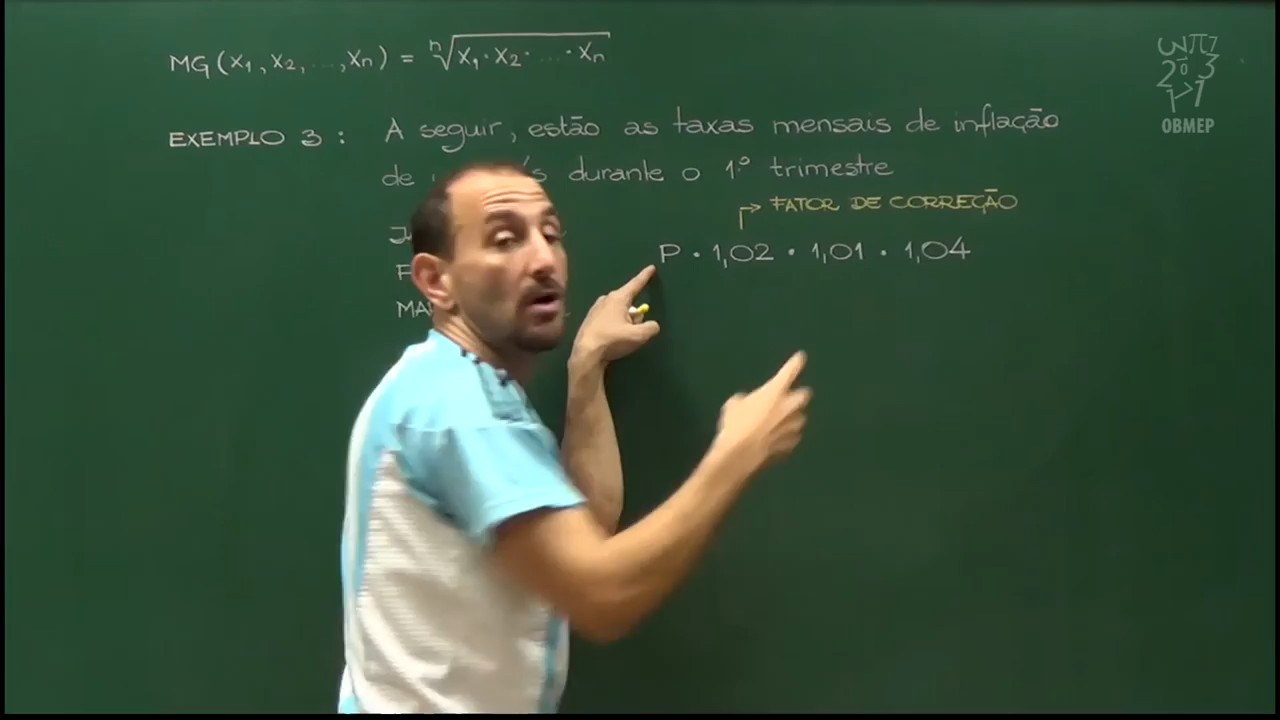 MG(x₁, x₂, ..., xₙ) = ⁿ√x₁ · x₂ · ... · xₙ
EXEMPLO 3 : A seguir, estão as taxas mensais de inflação
de durante o 1º trimestre
FATOR DE CORREÇÃO
P · 1,02 · 1,01 · 1,04
OBMEP